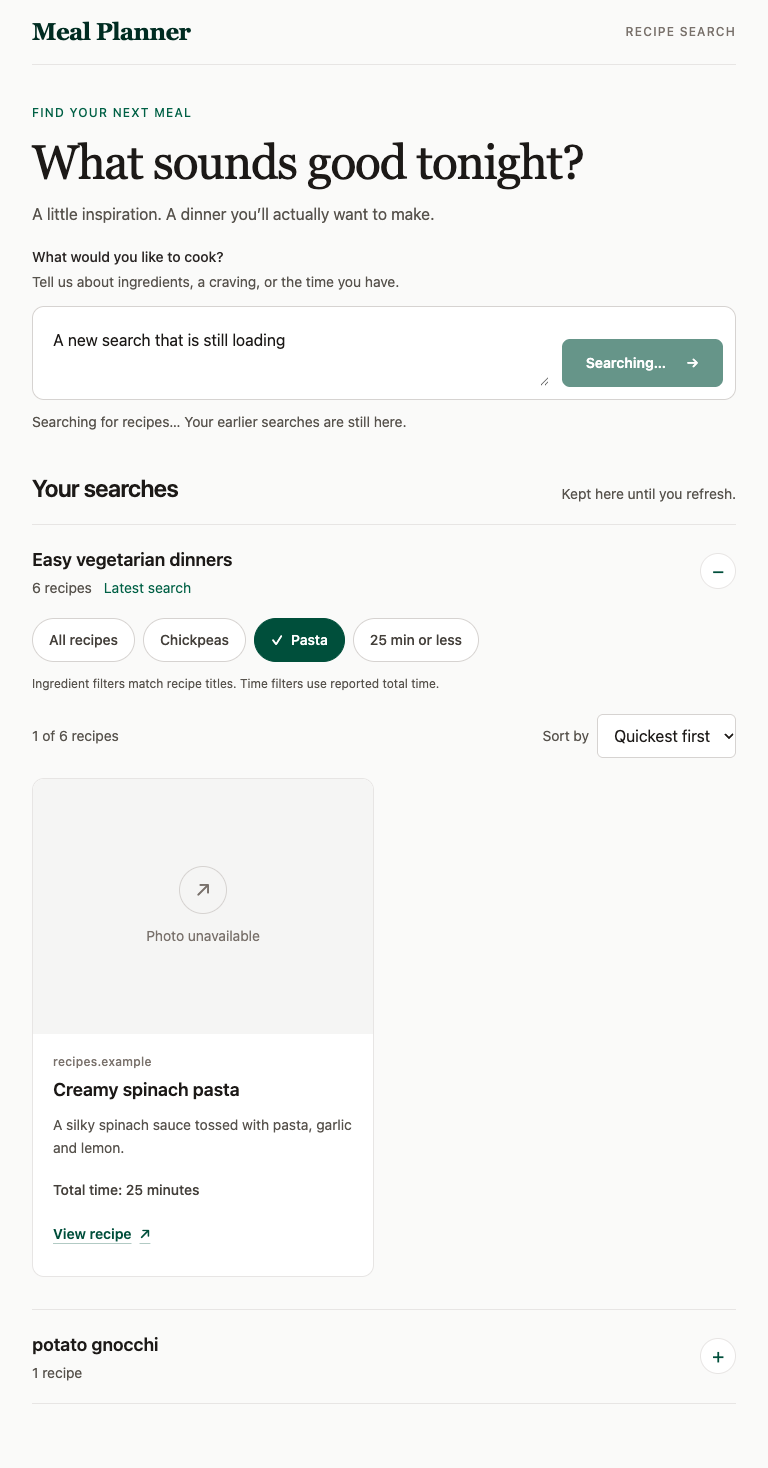 Meal Planner
RECIPE SEARCH
FIND YOUR NEXT MEAL
What sounds good tonight?
A little inspiration. A dinner you’ll actually want to make.
What would you like to cook?
Tell us about ingredients, a craving, or the time you have.
A new search that is still loading
Searching... →
Searching for recipes... Your earlier searches are still here.
Your searches
Kept here until you refresh.
Easy vegetarian dinners
−
6 recipes Latest search
All recipes
Chickpeas
✓ Pasta
25 min or less
Ingredient filters match recipe titles. Time filters use reported total time.
1 of 6 recipes
Sort by Quickest first
↗
Photo unavailable
recipes.example
Creamy spinach pasta
A silky spinach sauce tossed with pasta, garlic
and lemon.
Total time: 25 minutes
View recipe ↗
potato gnocchi
+
1 recipe